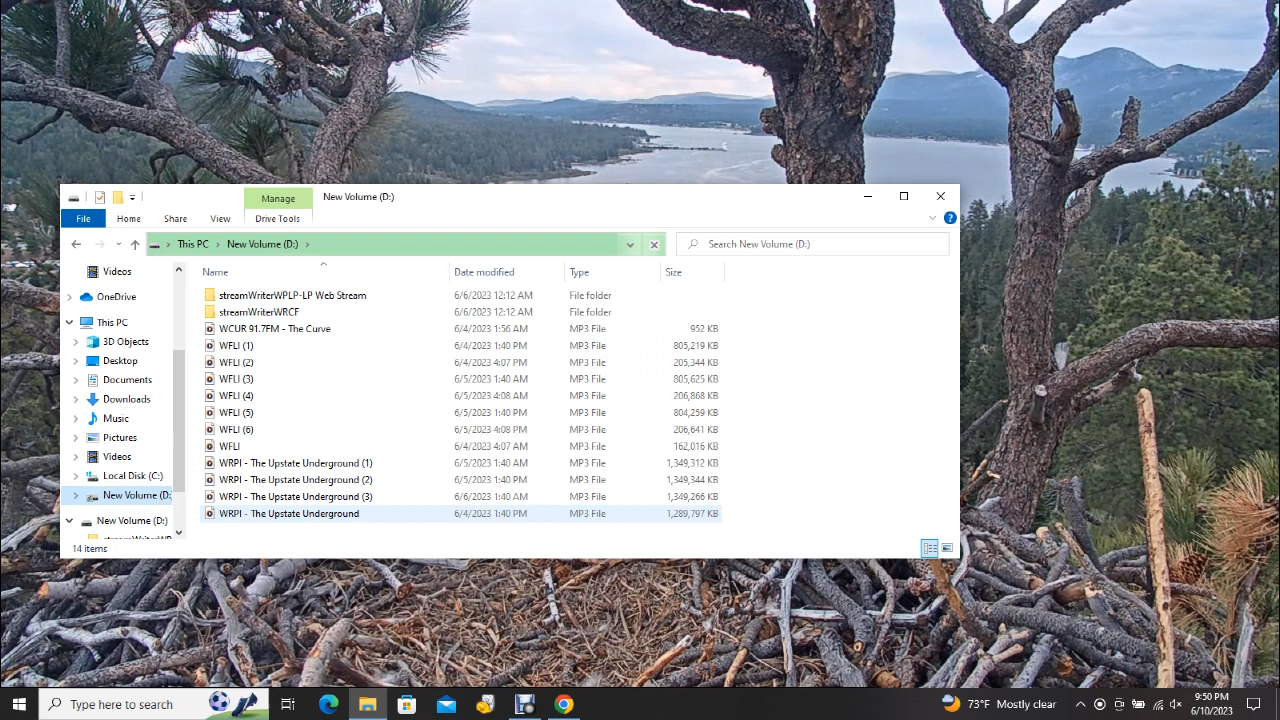 Manage New Volume (D:)
File Home Share View Drive Tools
This PC New Volume (D:) Search New Volume (D:)
Name Date modified Type Size
Videos
OneDrive
This PC
3D Objects
Desktop
Documents
Downloads
Music
Pictures
Videos
Local Disk (C:)
New Volume (D:
New Volume (D:)
streamWriterWP
streamWriterWPLP-LP Web Stream 6/6/2023 12:12 AM File folder
streamWriterWRCF 6/6/2023 12:12 AM File folder
WCUR 91.7FM - The Curve 6/4/2023 1:56 AM MP3 File 952 KB
WFLI (1) 6/4/2023 1:40 PM MP3 File 805,219 KB
WFLI (2) 6/4/2023 4:07 PM MP3 File 205,344 KB
WFLI (3) 6/5/2023 1:40 AM MP3 File 805,625 KB
WFLI (4) 6/5/2023 4:08 AM MP3 File 206,868 KB
WFLI (5) 6/5/2023 1:40 PM MP3 File 804,259 KB
WFLI (6) 6/5/2023 4:08 PM MP3 File 206,641 KB
WFLI 6/4/2023 4:07 AM MP3 File 162,016 KB
WRPI - The Upstate Underground (1) 6/5/2023 1:40 AM MP3 File 1,349,312 KB
WRPI - The Upstate Underground (2) 6/5/2023 1:40 PM MP3 File 1,349,344 KB
WRPI - The Upstate Underground (3) 6/6/2023 1:40 AM MP3 File 1,349,266 KB
WRPI - The Upstate Underground 6/4/2023 1:40 PM MP3 File 1,289,797 KB
14 items
Type here to search 73°F Mostly clear 9:50 PM
6/10/2023